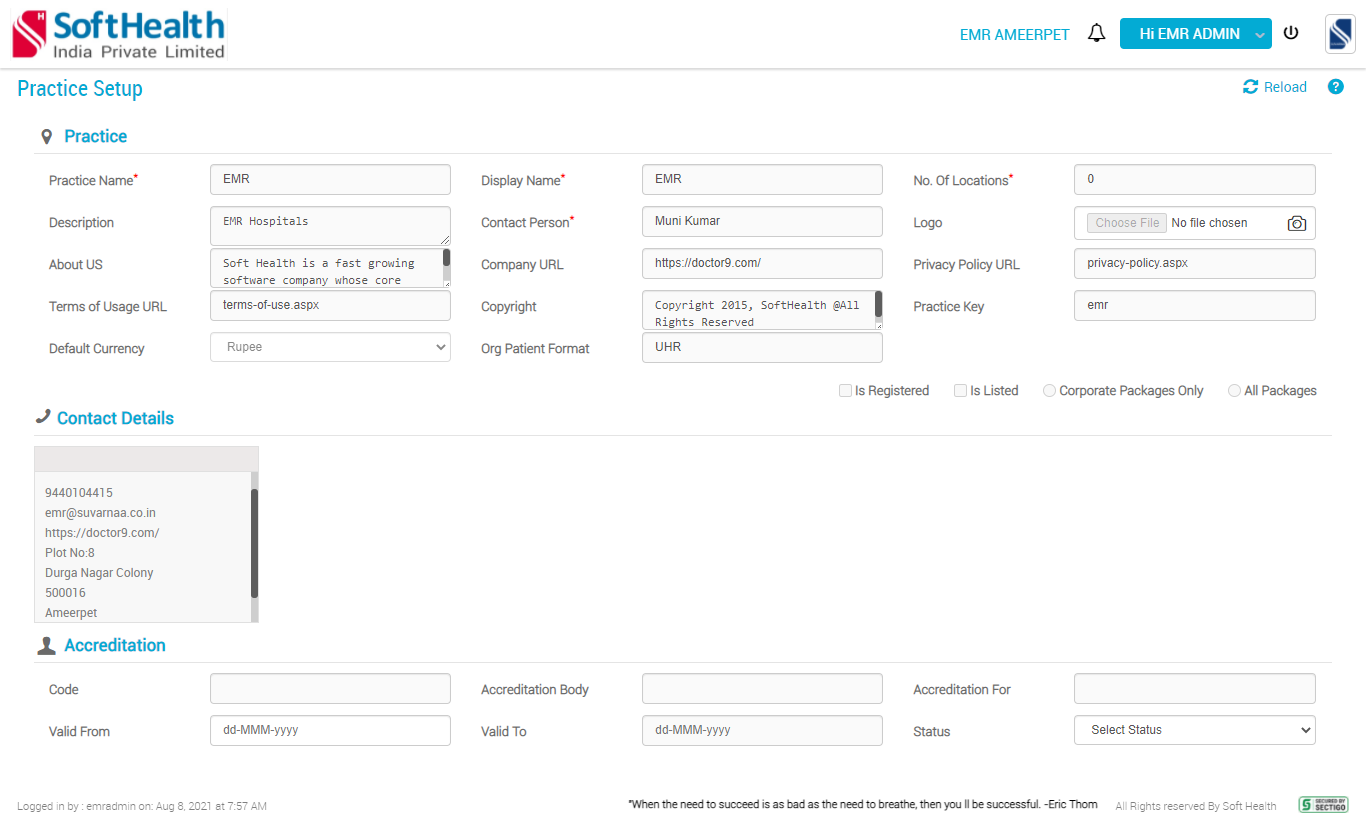 SoftHealth
India Private Limited
EMR AMEERPET
Hi EMR ADMIN
Practice Setup
Reload
Practice
Practice Name* EMR Display Name* EMR No. Of Locations* 0
Description EMR Hospitals Contact Person* Muni Kumar Logo Choose File No file chosen
About US Soft Health is a fast growing
software company whose core
Company URL https://doctor9.com/ Privacy Policy URL privacy-policy.aspx
Terms of Usage URL terms-of-use.aspx Copyright Copyright 2015, SoftHealth @All
Rights Reserved
Practice Key emr
Default Currency Rupee Org Patient Format UHR
Is Registered Is Listed Corporate Packages Only All Packages
Contact Details
9440104415
emr@suvarnaa.co.in
https://doctor9.com/
Plot No:8
Durga Nagar Colony
500016
Ameerpet
Accreditation
Code Accreditation Body Accreditation For
Valid From dd-MMM-yyyy Valid To dd-MMM-yyyy Status Select Status
Logged in by : emradmin on: Aug 8, 2021 at 7:57 AM
"When the need to succeed is as bad as the need to breathe, then you ll be successful. -Eric Thom
All Rights reserved By Soft Health
SECURED BY
SECTIGO